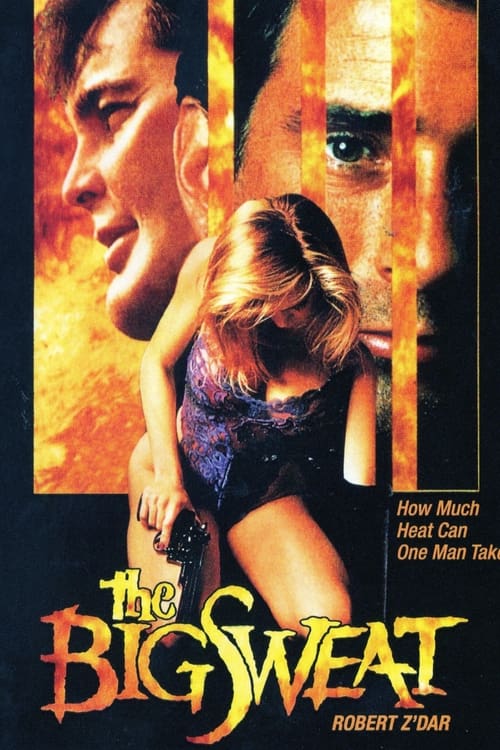 How Much
Heat Can
One Man Take
the
BIG SWEAT
ROBERT Z'DAR